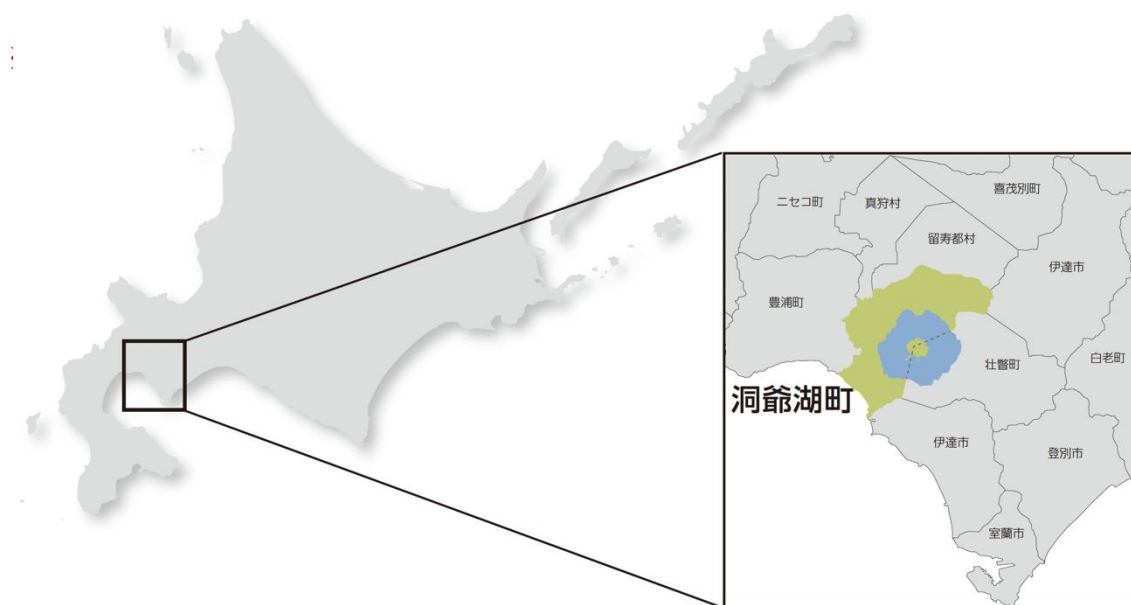 喜茂別町
ニセコ町
真狩村
留寿都村
伊達市
豊浦町
白老町
壮瞥町
洞爺湖町
伊達市
登別市
室蘭市